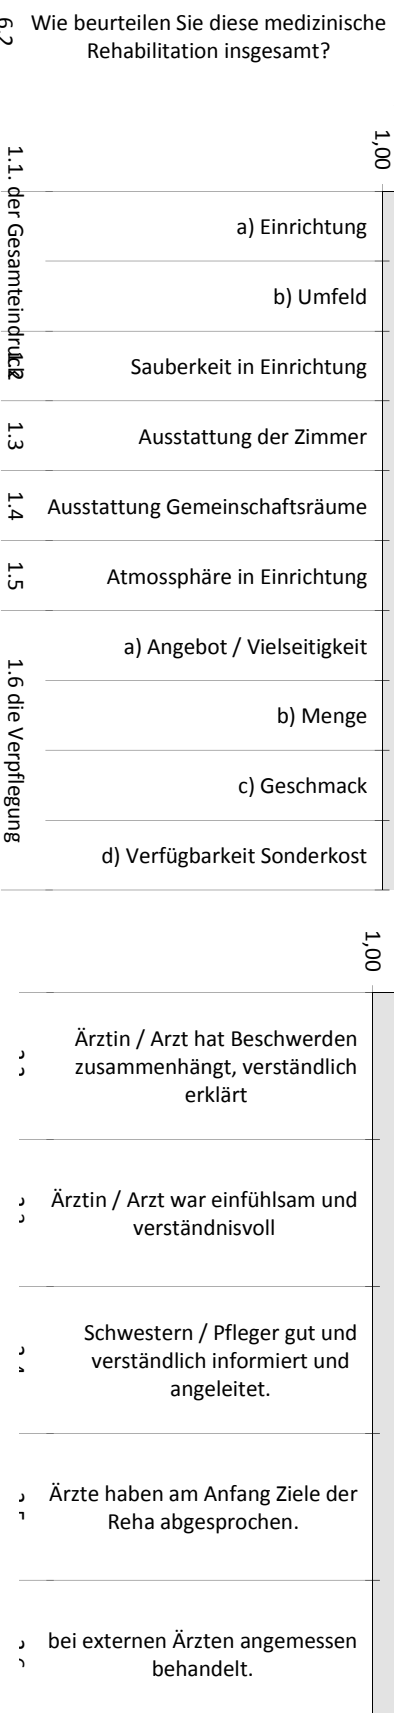 6.2
Wie beurteilen Sie diese medizinische
Rehabilitation insgesamt?
1,00
1.1. der Gesamteindruck
a) Einrichtung
b) Umfeld
1.2
Sauberkeit in Einrichtung
1.3
Ausstattung der Zimmer
1.4
Ausstattung Gemeinschaftsräume
1.5
Atmossphäre in Einrichtung
1.6 die Verpflegung
a) Angebot / Vielseitigkeit
b) Menge
c) Geschmack
d) Verfügbarkeit Sonderkost
1,00
Ärztin / Arzt hat Beschwerden
zusammenhängt, verständlich
erklärt
Ärztin / Arzt war einfühlsam und
verständnisvoll
Schwestern / Pfleger gut und
verständlich informiert und
angeleitet.
Ärzte haben am Anfang Ziele der
Reha abgesprochen.
bei externen Ärzten angemessen
behandelt.